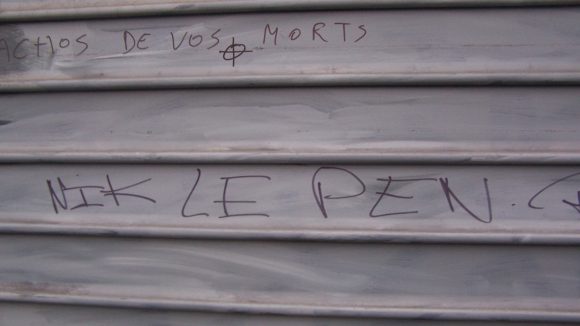 ACHOS DE VOS MORTS
NIK LE PEN.